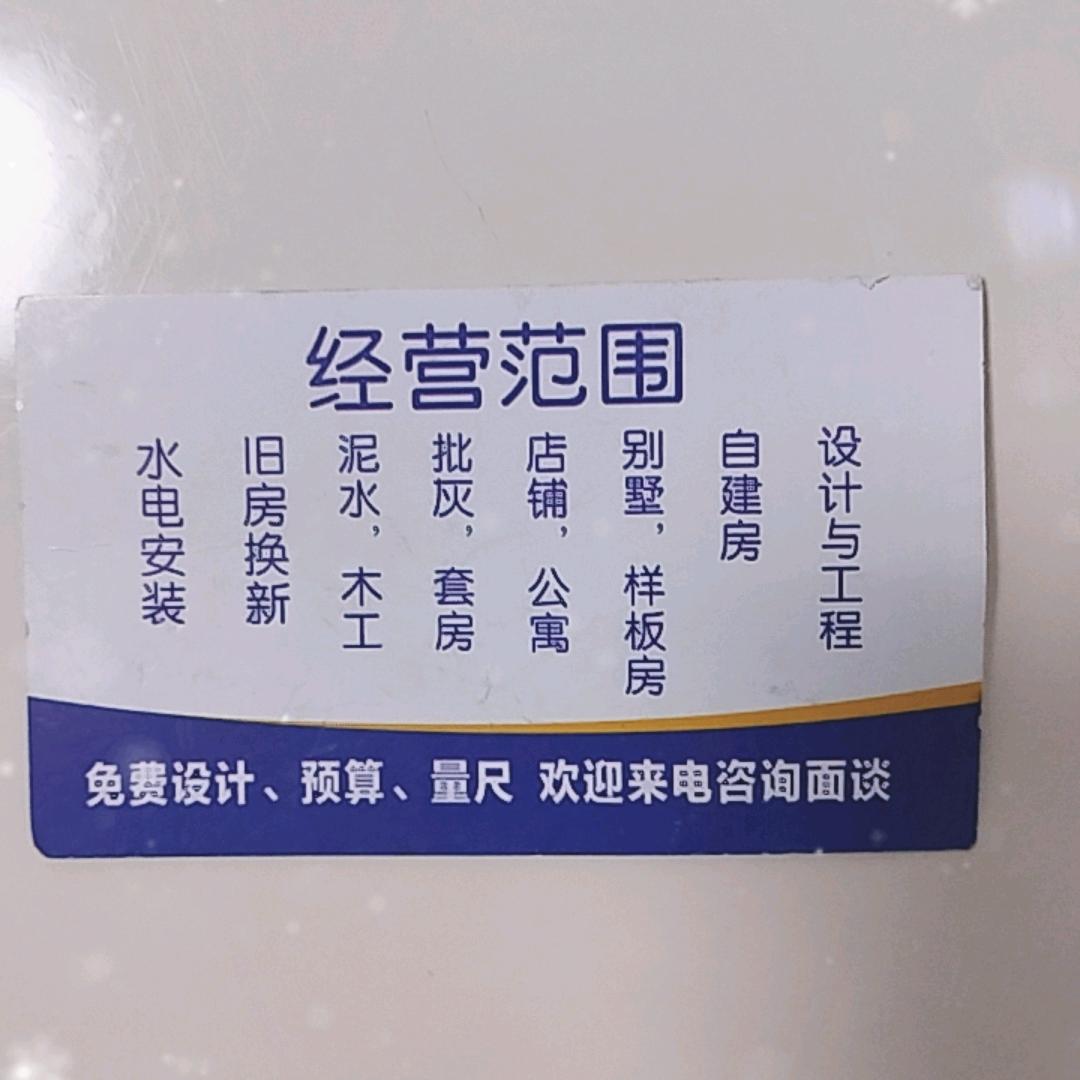 经营范围
设计与工程
自建房
别墅，样板房
店铺，公寓
批灰，套房
泥水，木工
旧房换新
水电安装
免费设计、预算、量尺 欢迎来电咨询面谈